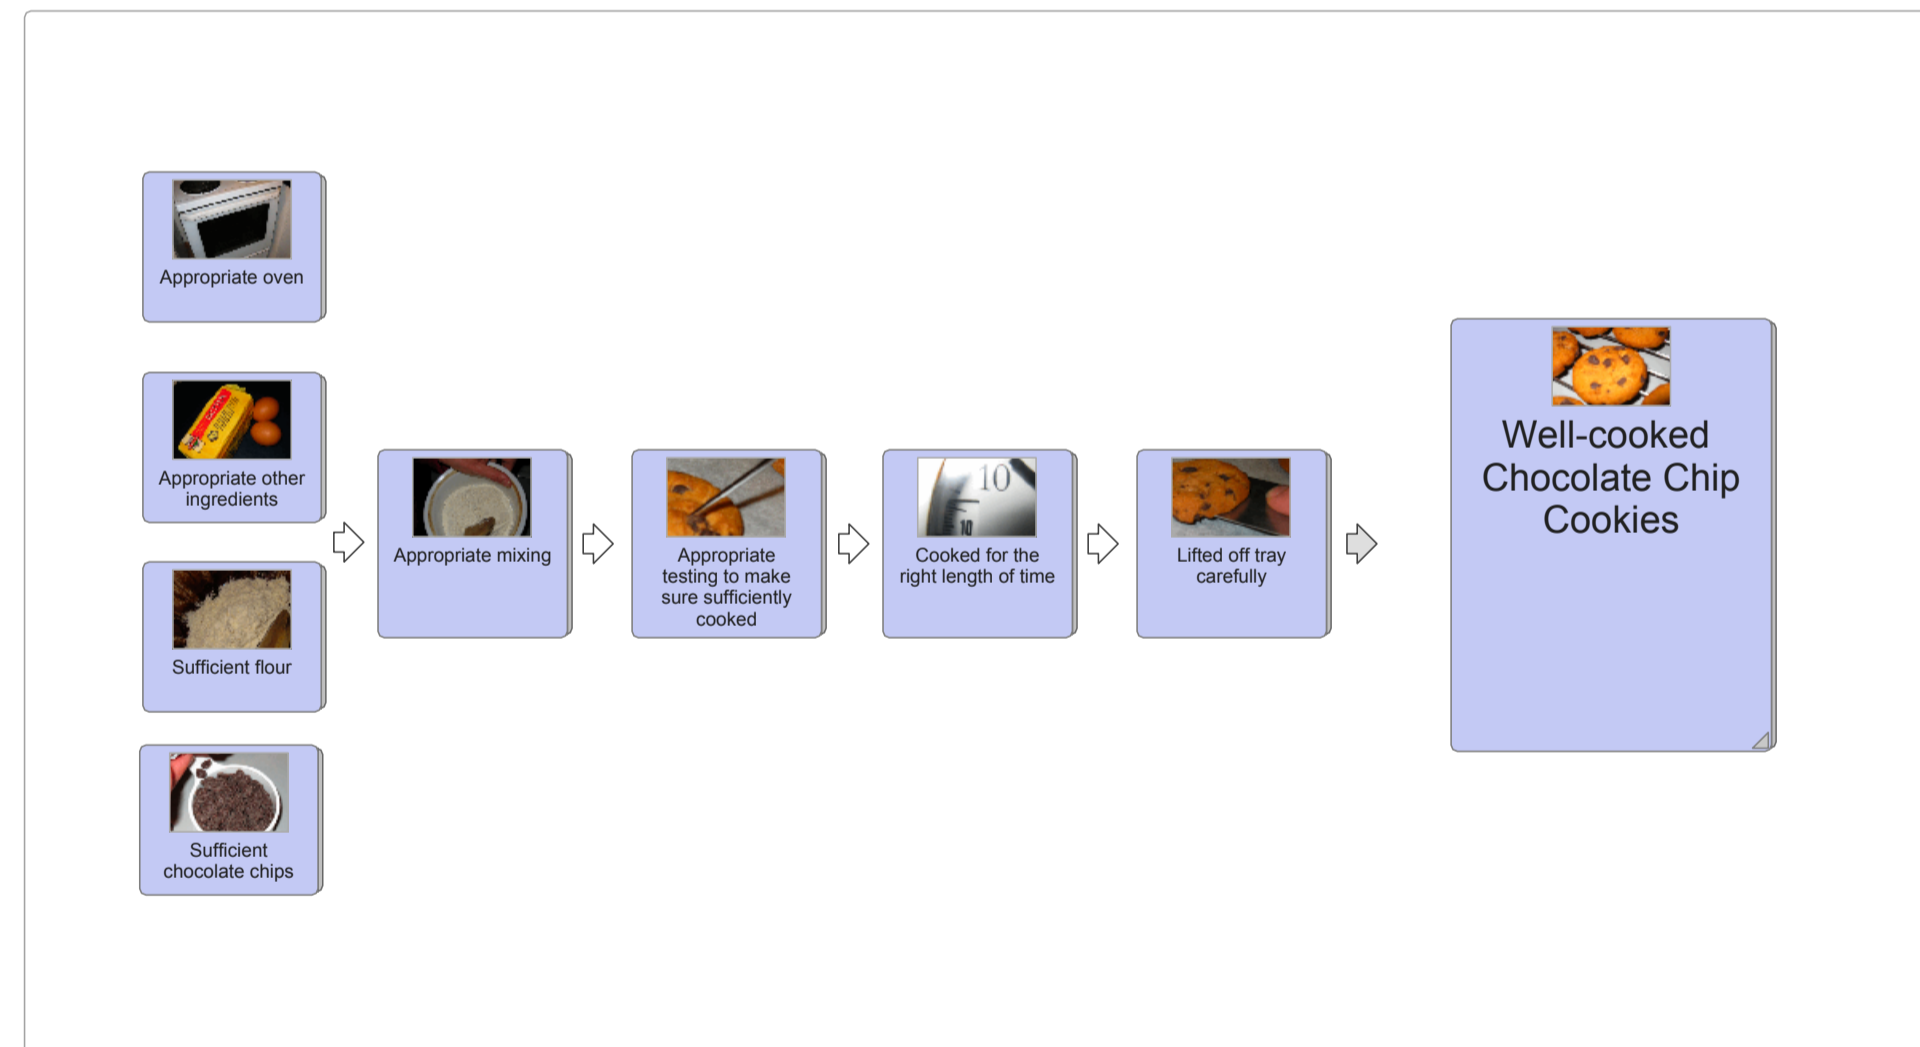 Appropriate oven
Appropriate other
ingredients
Sufficient flour
Sufficient
chocolate chips
Appropriate mixing
Appropriate
testing to make
sure sufficiently
cooked
10
10
Cooked for the
right length of time
Lifted off tray
carefully
Well-cooked
Chocolate Chip
Cookies